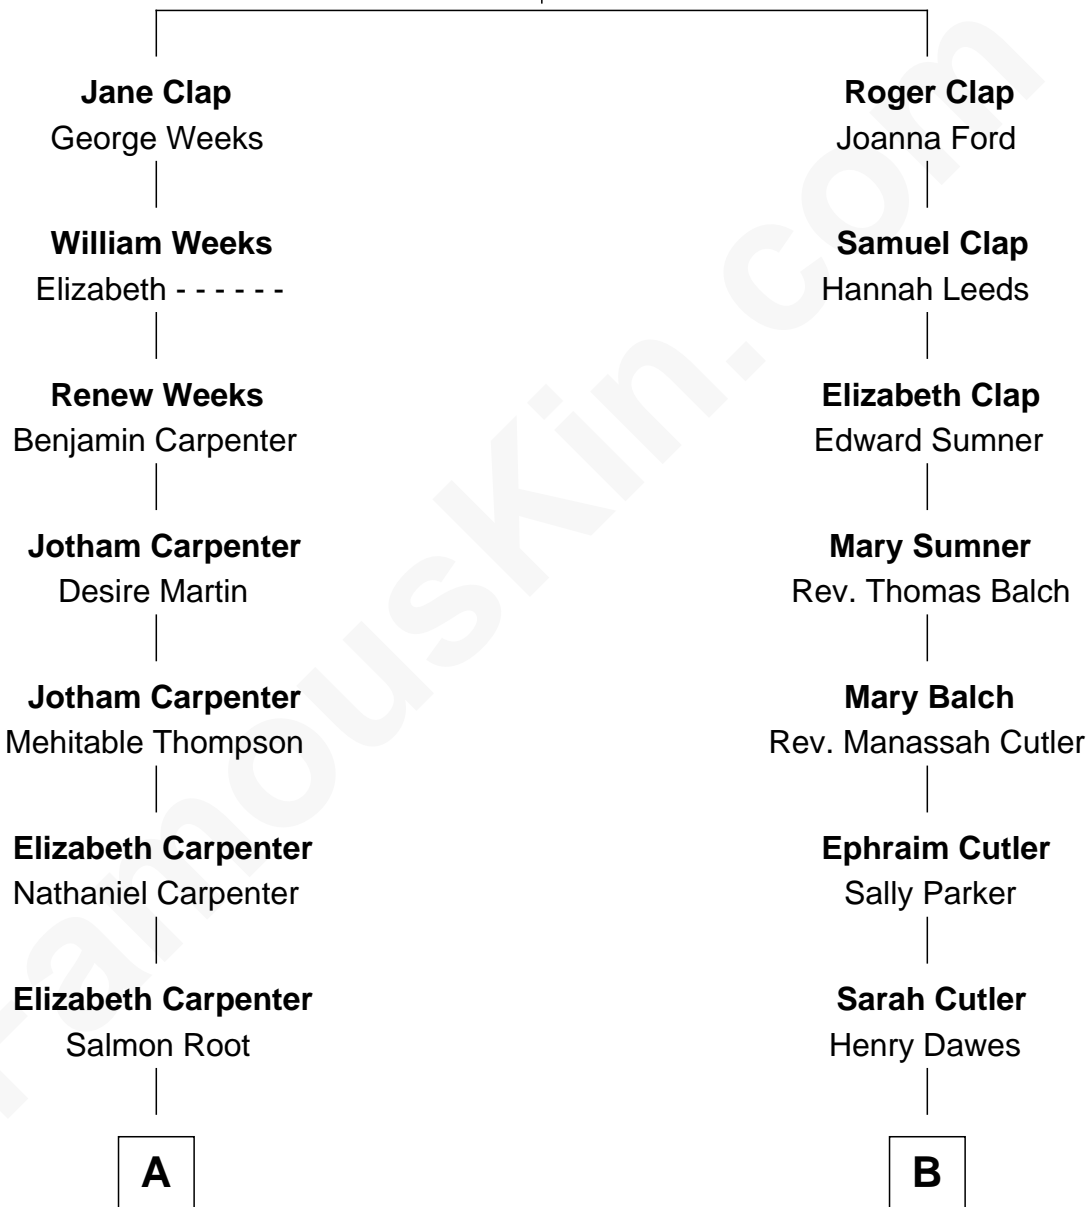 Jane Clap
George Weeks
William Weeks
Elizabeth - - - - - -
Renew Weeks
Benjamin Carpenter
Jotham Carpenter
Desire Martin
Jotham Carpenter
Mehitable Thompson
Elizabeth Carpenter
Nathaniel Carpenter
Elizabeth Carpenter
Salmon Root
A
Roger Clap
Joanna Ford
Samuel Clap
Hannah Leeds
Elizabeth Clap
Edward Sumner
Mary Sumner
Rev. Thomas Balch
Mary Balch
Rev. Manassah Cutler
Ephraim Cutler
Sally Parker
Sarah Cutler
Henry Dawes
B
FamousKin.com